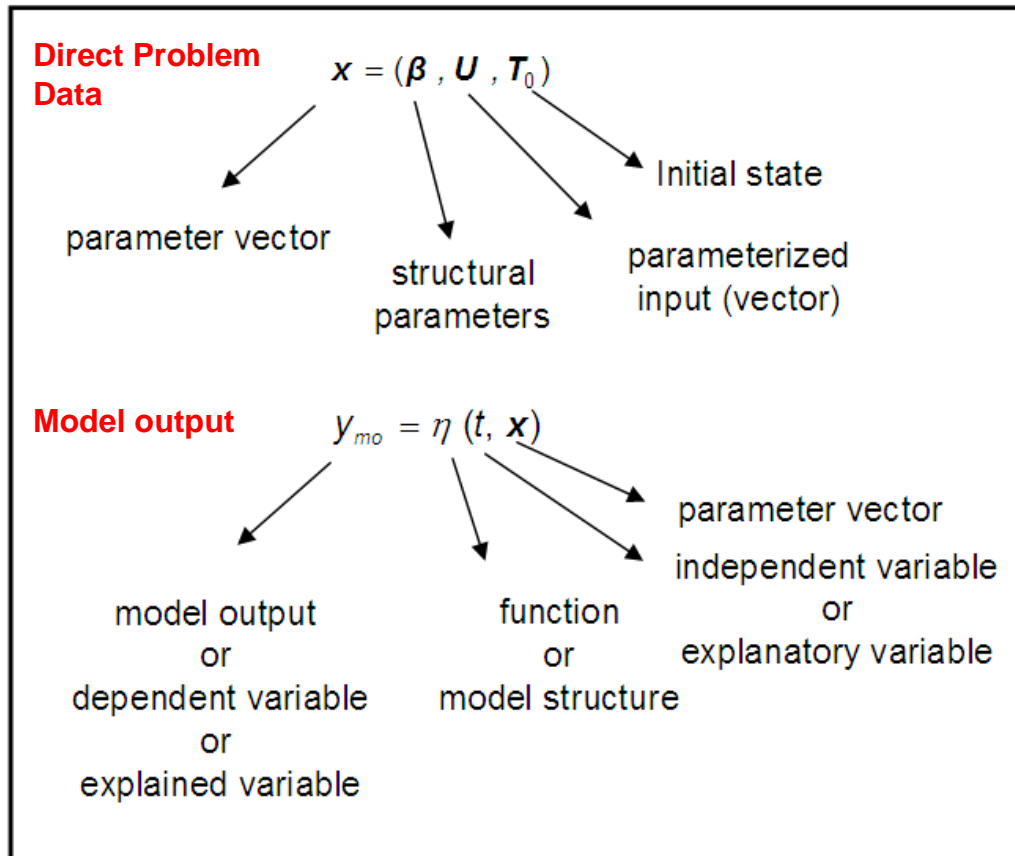 Direct Problem
Data
x = (β , U , T₀)
Initial state
parameter vector
structural
parameters
parameterized
input (vector)
Model output
yₘₒ = η (t, x)
parameter vector
independent variable
or
explanatory variable
model output
or
dependent variable
or
explained variable
function
or
model structure